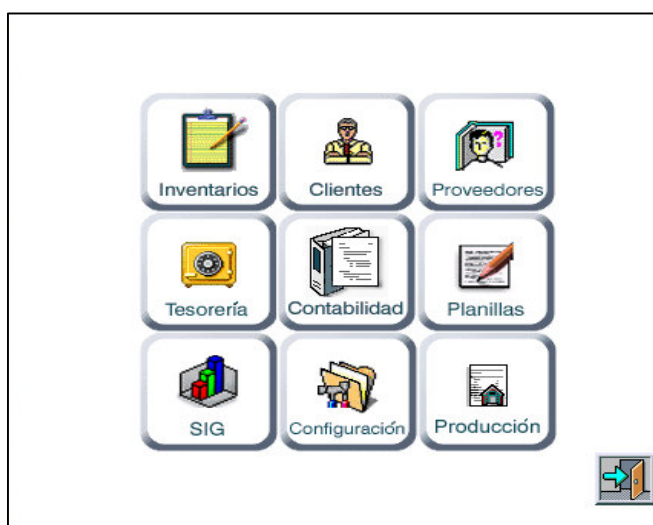 Inventarios
Clientes
Proveedores
Tesorería
Contabilidad
Planillas
SIG
Configuración
Producción